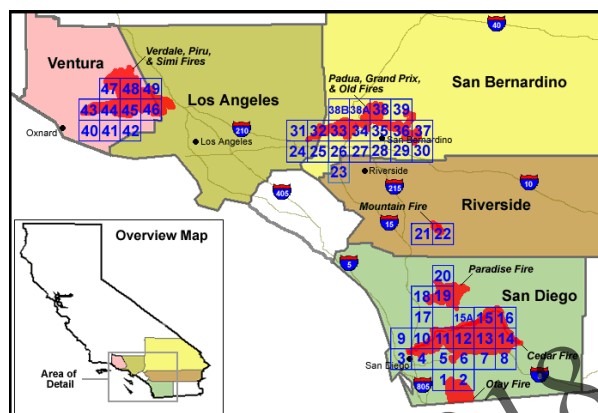 40
Verdale, Piru,
& Simi Fires
Ventura
47 48 49
43 44 45 46
40 41 42
Oxnard
Los Angeles
210
Los Angeles
Padua, Grand Prix,
& Old Fires
San Bernardino
38B 38A 38 39
31 32 33 34 35 36 37
San Bernardino
24 25 26 27 28 29 30
23
Riverside
215
10
405
Mountain Fire
15
Riverside
21 22
5
Overview Map
Area of
Detail
20
Paradise Fire
18 19
San Diego
17 15A 15 16
9 10 11 12 13 14
Cedar Fire
San Diego
3 4 5 6 7 8
8
805
1 2
Otay Fire